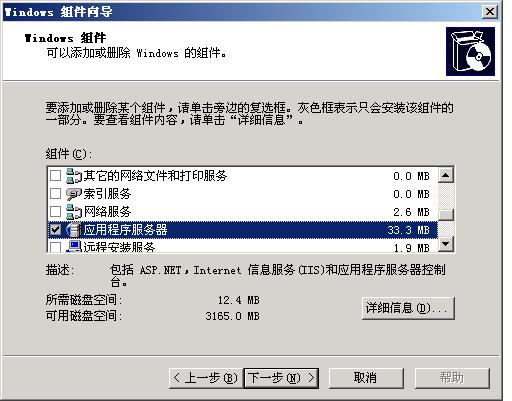 Windows 组件向导
Windows 组件
可以添加或删除 Windows 的组件。
要添加或删除某个组件，请单击旁边的复选框。灰色框表示只会安装该组件的
一部分。要查看组件内容，请单击“详细信息”。
组件(C):
其它的网络文件和打印服务 0.0 MB
索引服务 0.0 MB
网络服务 2.6 MB
应用程序服务器 33.3 MB
远程安装服务 1.9 MB
描述: 包括 ASP.NET，Internet 信息服务(IIS)和应用程序服务器控制
台。
所需磁盘空间: 12.4 MB
可用磁盘空间: 3165.0 MB
详细信息(D)...
< 上一步(B) 下一步(N) > 取消 帮助